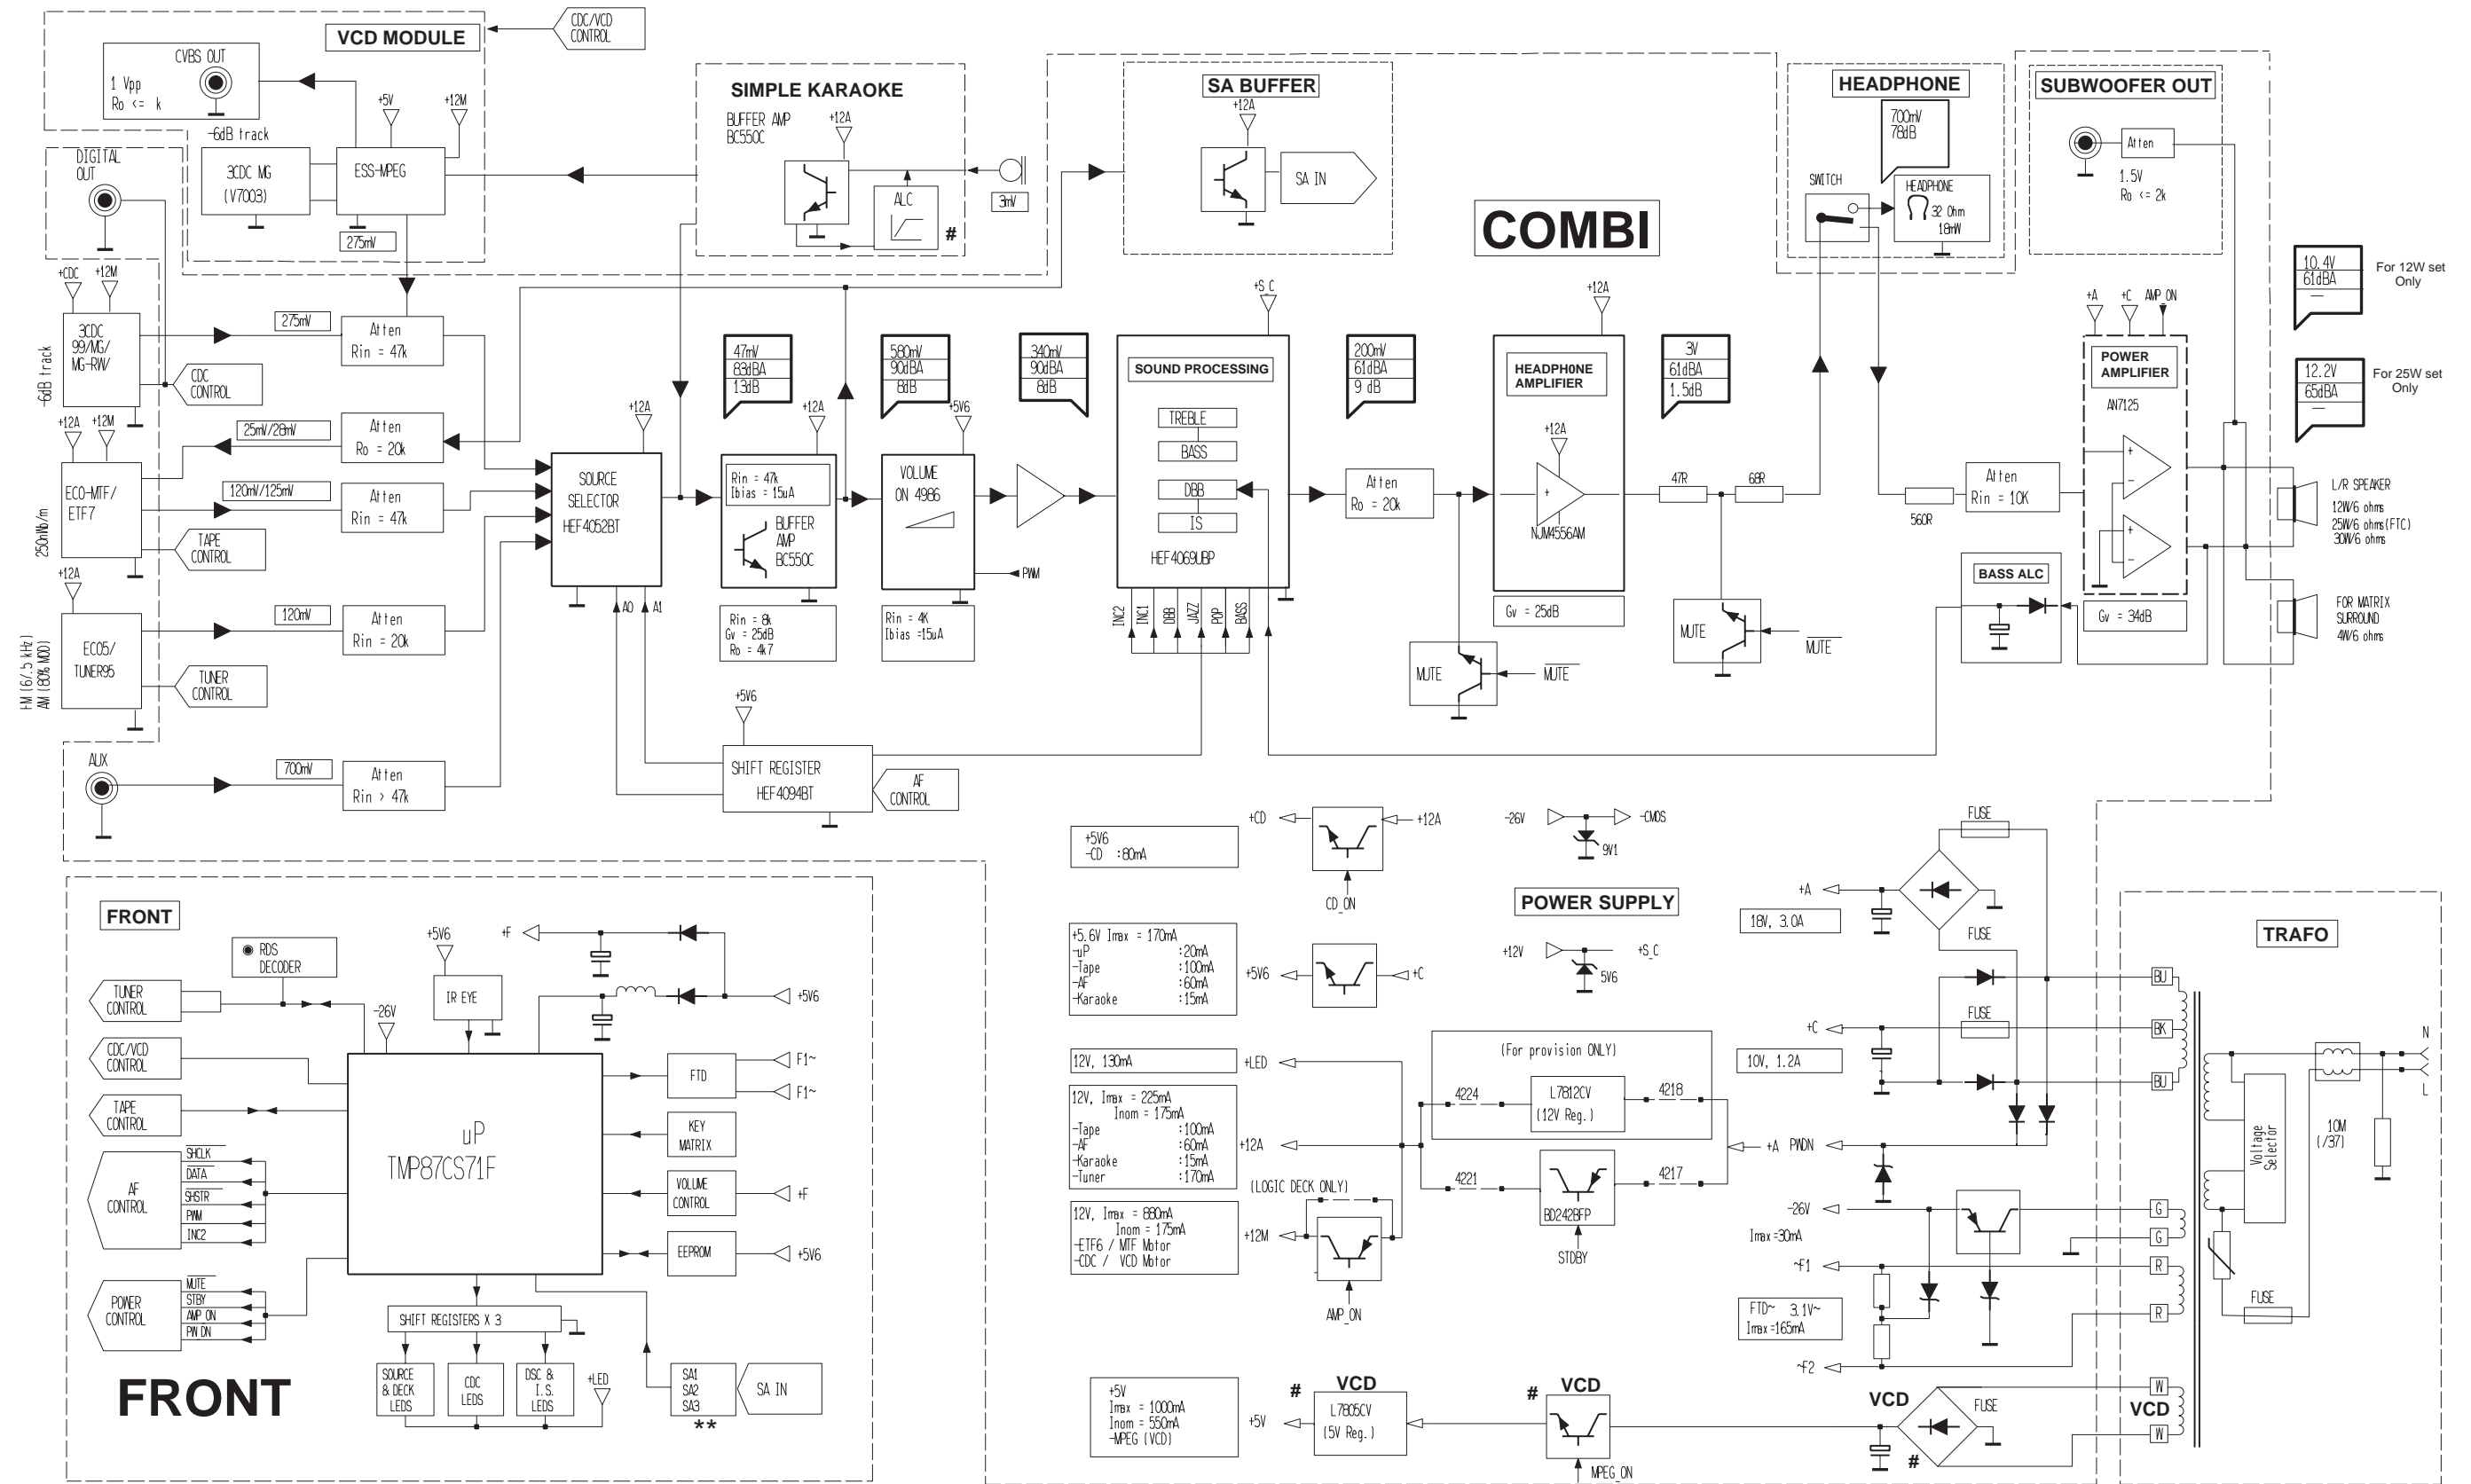 VCD MODULE
CDC/VCD
CONTROL
CVBS OUT
1 Vpp
Ro <= k
-6dB track
+5V
+12M
3CDC MG
(V7003)
ESS-MPEG
275mV
DIGITAL
OUT
SIMPLE KARAOKE
BUFFER AMP
BC550C
+12A
ALC
#
3mV
SA BUFFER
+12A
SA IN
COMBI
HEADPHONE
700mV
78dB
SWITCH
HEADPHONE
32 Ohm
18mW
SUBWOOFER OUT
Atten
1.5V
Ro <= 2k
10.4V
61dBA
—
For 12W set
Only
12.2V
65dBA
—
For 25W set
Only
+CDC
+12M
3CDC
99/MG/
MG-RW/
-6dB track
275mV
Atten
Rin = 47k
CDC
CONTROL
+12A
+12M
25mV/28mV
Atten
Ro = 20k
ECO-MTF/
ETF7
250nWb/m
120mV/125mV
Atten
Rin = 47k
TAPE
CONTROL
+12A
ECO5/
TUNER95
FM (67.5 kHz)
AM (80% MOD)
120mV
Atten
Rin = 20k
TUNER
CONTROL
AUX
700mV
Atten
Rin > 47k
+12A
SOURCE
SELECTOR
HEF4052BT
A0
A1
47mV
83dBA
13dB
+12A
Rin = 47k
Ibias = 15uA
BUFFER
AMP
BC550C
Rin = 8k
Gv = 25dB
Ro = 4k7
580mV
90dBA
8dB
+5V6
VOLUME
ON 4986
PWM
Rin = 4K
Ibias =15uA
340mV
90dBA
8dB
+S_C
SOUND PROCESSING
TREBLE
BASS
DBB
IS
HEF4069UBP
INC2
INC1
DBB
JAZZ
POP
BASS
200mV
61dBA
9 dB
Atten
Ro = 20k
+12A
HEADPHONE
AMPLIFIER
+12A
+
NJM4556AM
Gv = 25dB
3V
61dBA
1.5dB
47R
68R
MUTE
MUTE
MUTE
MUTE
560R
Atten
Rin = 10K
+A
+C
AMP_ON
POWER
AMPLIFIER
AN7125
+
-
+
-
Gv = 34dB
BASS ALC
L/R SPEAKER
12W/6 ohms
25W/6 ohms(FTC)
30W/6 ohms
FOR MATRIX
SURROUND
4W/6 ohms
+5V6
SHIFT REGISTER
HEF4094BT
AF
CONTROL
FRONT
RDS
DECODER
TUNER
CONTROL
CDC/VCD
CONTROL
TAPE
CONTROL
AF
CONTROL
SHCLK
DATA
SHSTR
PWM
INC2
POWER
CONTROL
MUTE
STBY
AMP_ON
PW_DN
-26V
+5V6
IR EYE
+F
+5V6
uP
TMP87CS71F
FTD
F1~
F1~
KEY
MATRIX
VOLUME
CONTROL
+F
EEPROM
+5V6
SHIFT REGISTERS X 3
SOURCE
& DECK
LEDS
CDC
LEDS
DSC &
I.S.
LEDS
+LED
SA1
SA2
SA3
**
SA IN
FRONT
+5V6
-CD :80mA
+CD
+12A
CD_ON
-26V
-CMOS
9V1
POWER SUPPLY
+12V
+S_C
5V6
+5.6V Imax = 170mA
-uP :20mA
-Tape :100mA
-AF :60mA
-Karaoke :15mA
+5V6
+C
12V, 130mA
+LED
12V, Imax = 225mA
Inom = 175mA
-Tape :100mA
-AF :60mA
-Karaoke :15mA
-Tuner :170mA
+12A
(For provision ONLY)
4224
L7812CV
(12V Reg.)
4218
4221
BD242BFP
4217
STDBY
+A
(LOGIC DECK ONLY)
12V, Imax = 880mA
Inom = 175mA
-ETF6 / MTF Motor
-CDC / VCD Motor
+12M
AMP_ON
+5V
Imax = 1000mA
Inom = 550mA
-MPEG (VCD)
+5V
#
VCD
L7805CV
(5V Reg.)
#
VCD
MPEG_ON
FUSE
+A
18V, 3.0A
FUSE
FUSE
+C
10V, 1.2A
PWDN
-26V
Imax=30mA
~F1
FTD~ 3.1V~
Imax=165mA
~F2
VCD
FUSE
#
TRAFO
BU
BK
BU
G
G
R
R
W
VCD
W
Voltage
Selector
10M
(/37)
N
L
FUSE